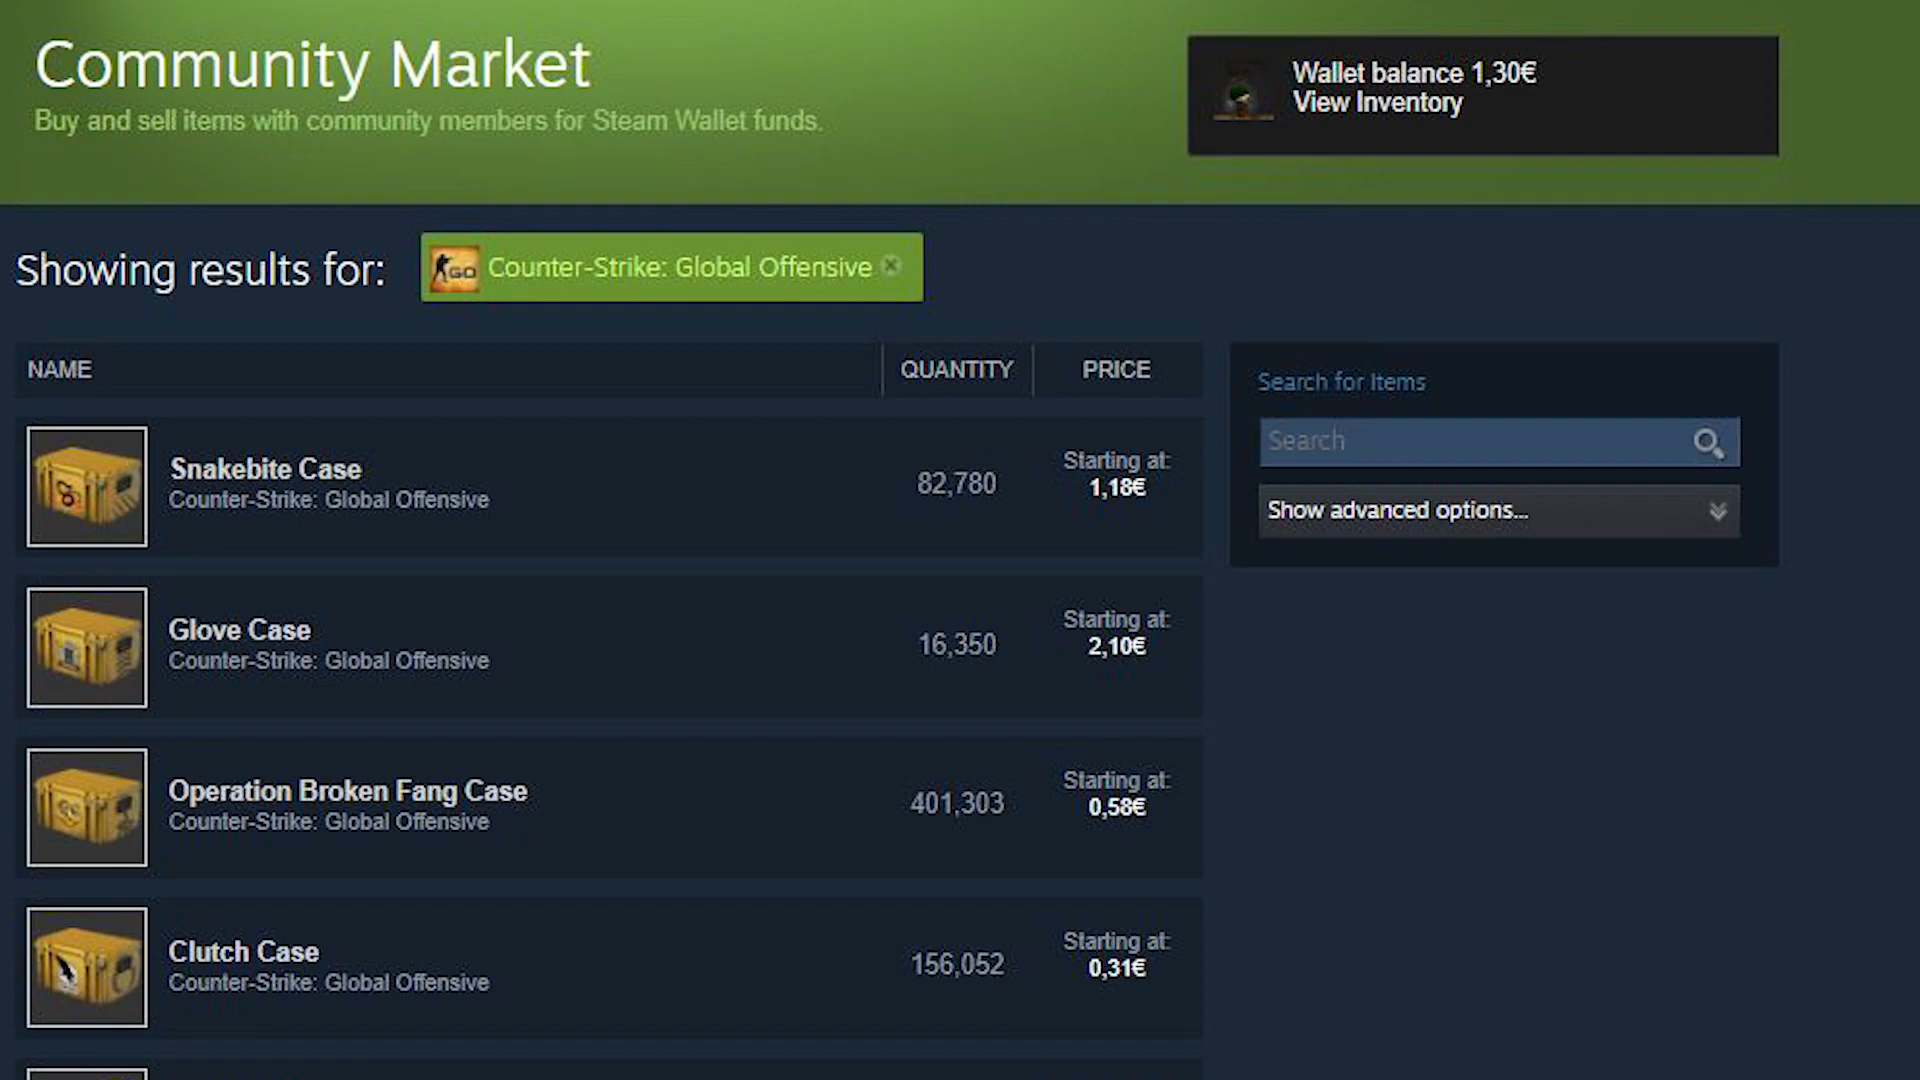 Community Market
Buy and sell items with community members for Steam Wallet funds.
Wallet balance 1,30€
View Inventory
Showing results for:
GO
Counter-Strike: Global Offensive
NAME
QUANTITY
PRICE
Search for Items
Search
Show advanced options...
Snakebite Case
Counter-Strike: Global Offensive
82,780
Starting at:
1,18€
Glove Case
Counter-Strike: Global Offensive
16,350
Starting at:
2,10€
Operation Broken Fang Case
Counter-Strike: Global Offensive
401,303
Starting at:
0,58€
Clutch Case
Counter-Strike: Global Offensive
156,052
Starting at:
0,31€